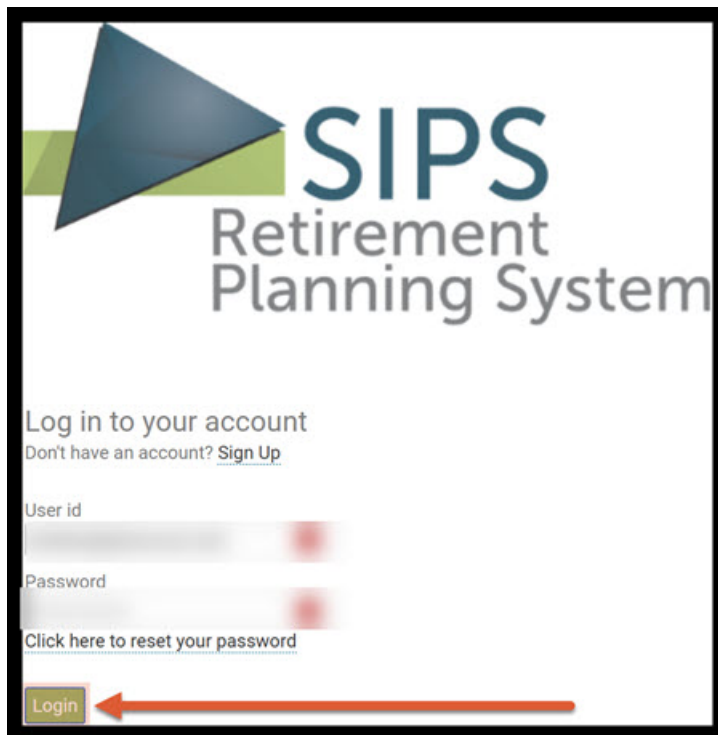 SIPS
Retirement
Planning System
Log in to your account
Don't have an account? Sign Up
User id
Password
Click here to reset your password
Login